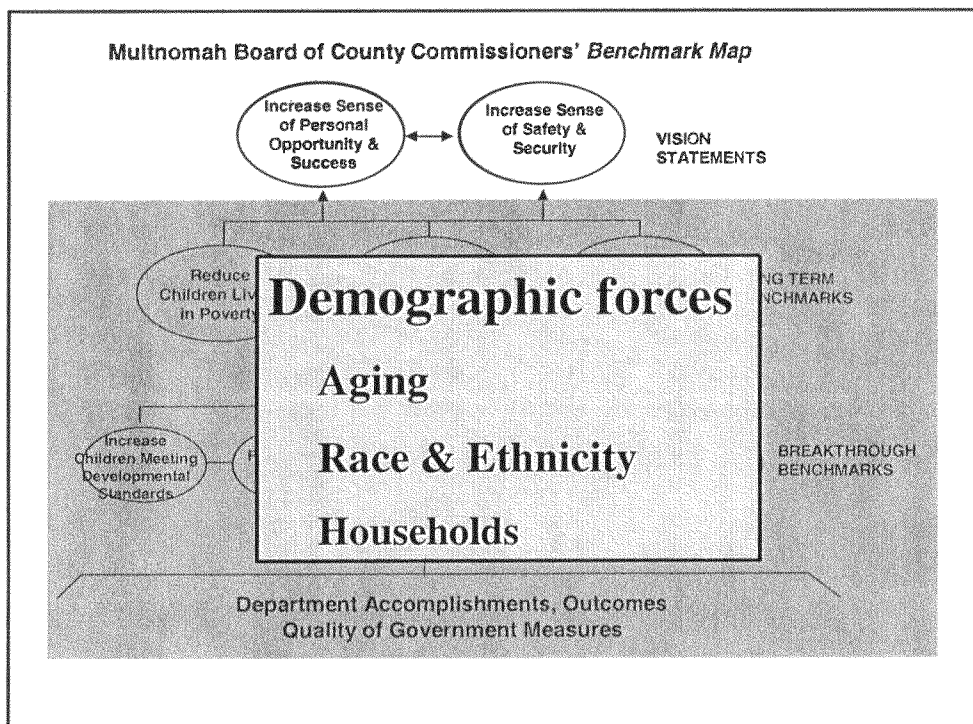 Multnomah Board of County Commissioners' Benchmark Map
Increase Sense
of Personal
Opportunity &
Success
Increase Sense
of Safety &
Security
VISION
STATEMENTS
Reduce
Children
in
TERM
Demographic forces
Aging
Race & Ethnicity
Households
Increase
Children Meeting
Developmental
Standards
BREAKTHROUGH
BENCHMARKS
Department Accomplishments, Outcomes
Quality of Government Measures